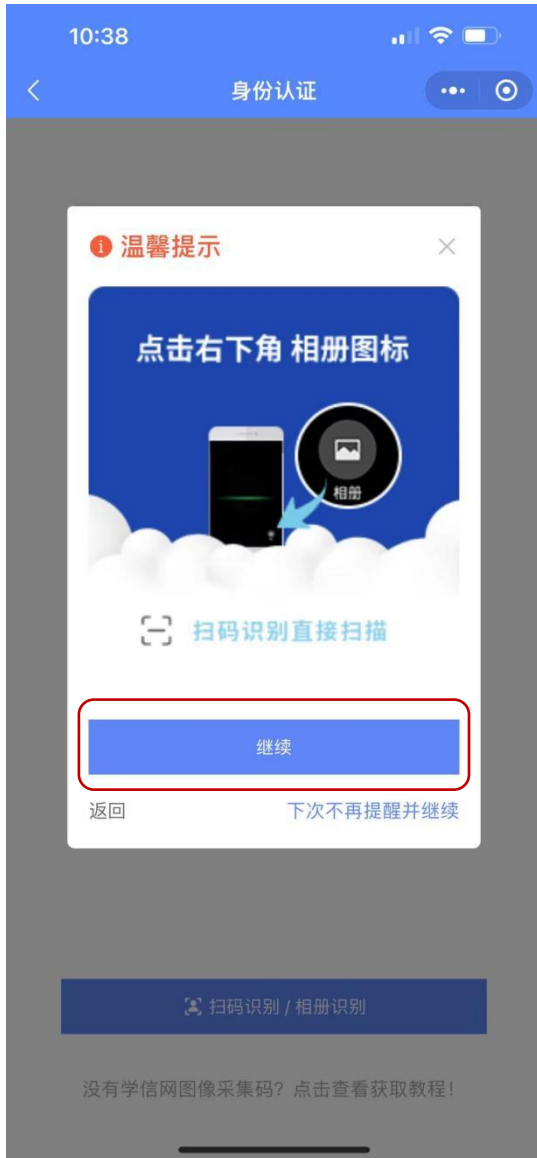 10:38
身份认证
温馨提示
点击右下角 相册图标
相册
扫码识别直接扫描
继续
返回
下次不再提醒并继续
扫码识别 / 相册识别
没有学信网图像采集码？点击查看获取教程！